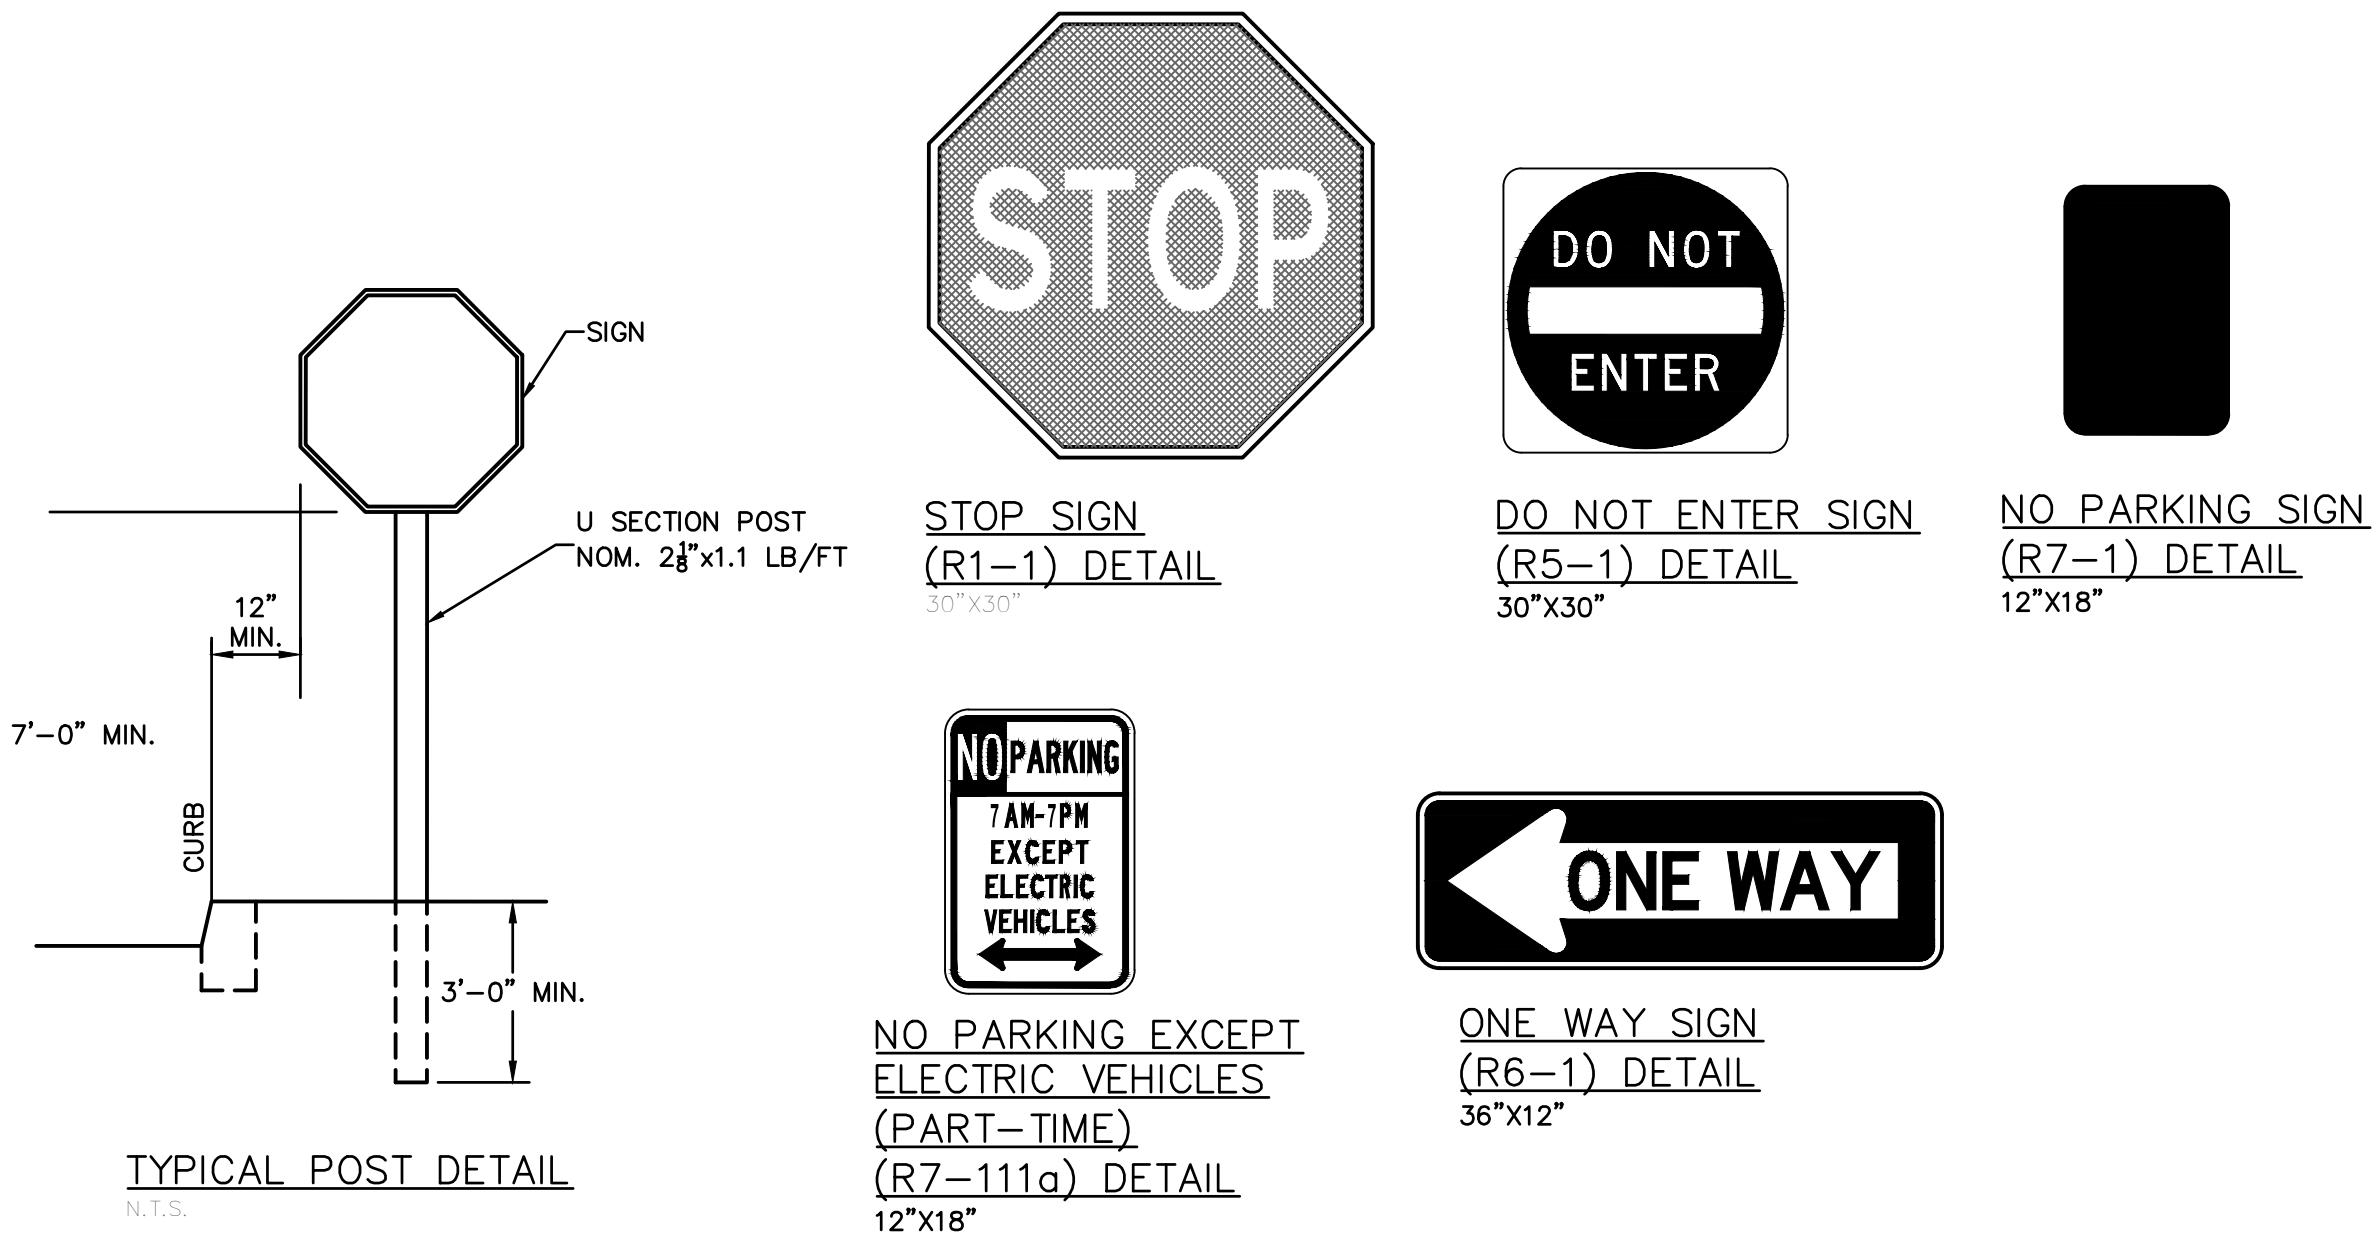 SIGN
U SECTION POST
NOM. 2⅛"x1.1 LB/FT
12"
MIN.
7'-0" MIN.
CURB
3'-0" MIN.
TYPICAL POST DETAIL
N.T.S.
STOP
STOP SIGN
(R1-1) DETAIL
30"X30"
DO NOT
ENTER
DO NOT ENTER SIGN
(R5-1) DETAIL
30"X30"
NO PARKING SIGN
(R7-1) DETAIL
12"X18"
NO PARKING
7AM-7PM
EXCEPT
ELECTRIC
VEHICLES
NO PARKING EXCEPT
ELECTRIC VEHICLES
(PART-TIME)
(R7-111a) DETAIL
12"X18"
ONE WAY
ONE WAY SIGN
(R6-1) DETAIL
36"X12"